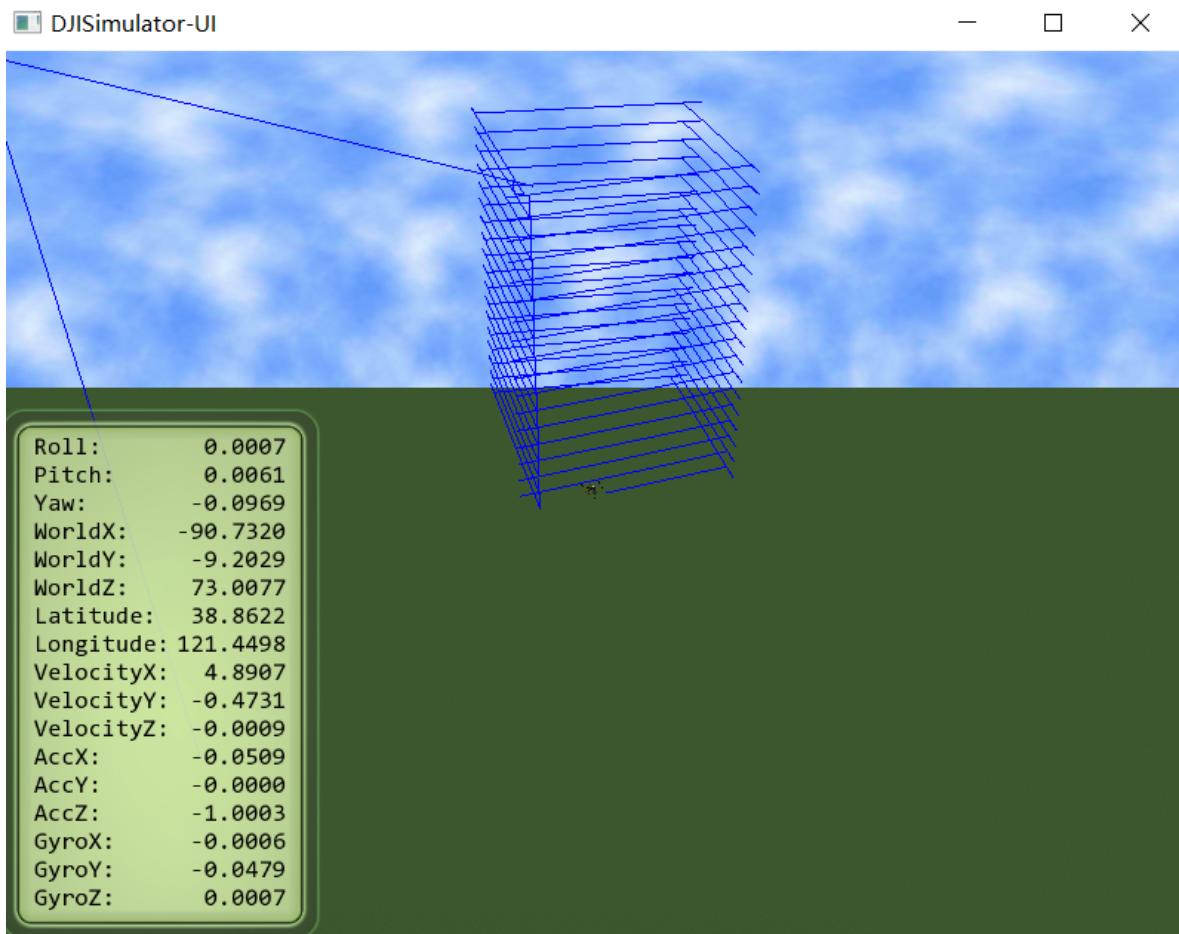 DJISimulator-UI
Roll: 0.0007
Pitch: 0.0061
Yaw: -0.0969
WorldX: -90.7320
WorldY: -9.2029
WorldZ: 73.0077
Latitude: 38.8622
Longitude: 121.4498
VelocityX: 4.8907
VelocityY: -0.4731
VelocityZ: -0.0009
AccX: -0.0509
AccY: -0.0000
AccZ: -1.0003
GyroX: -0.0006
GyroY: -0.0479
GyroZ: 0.0007